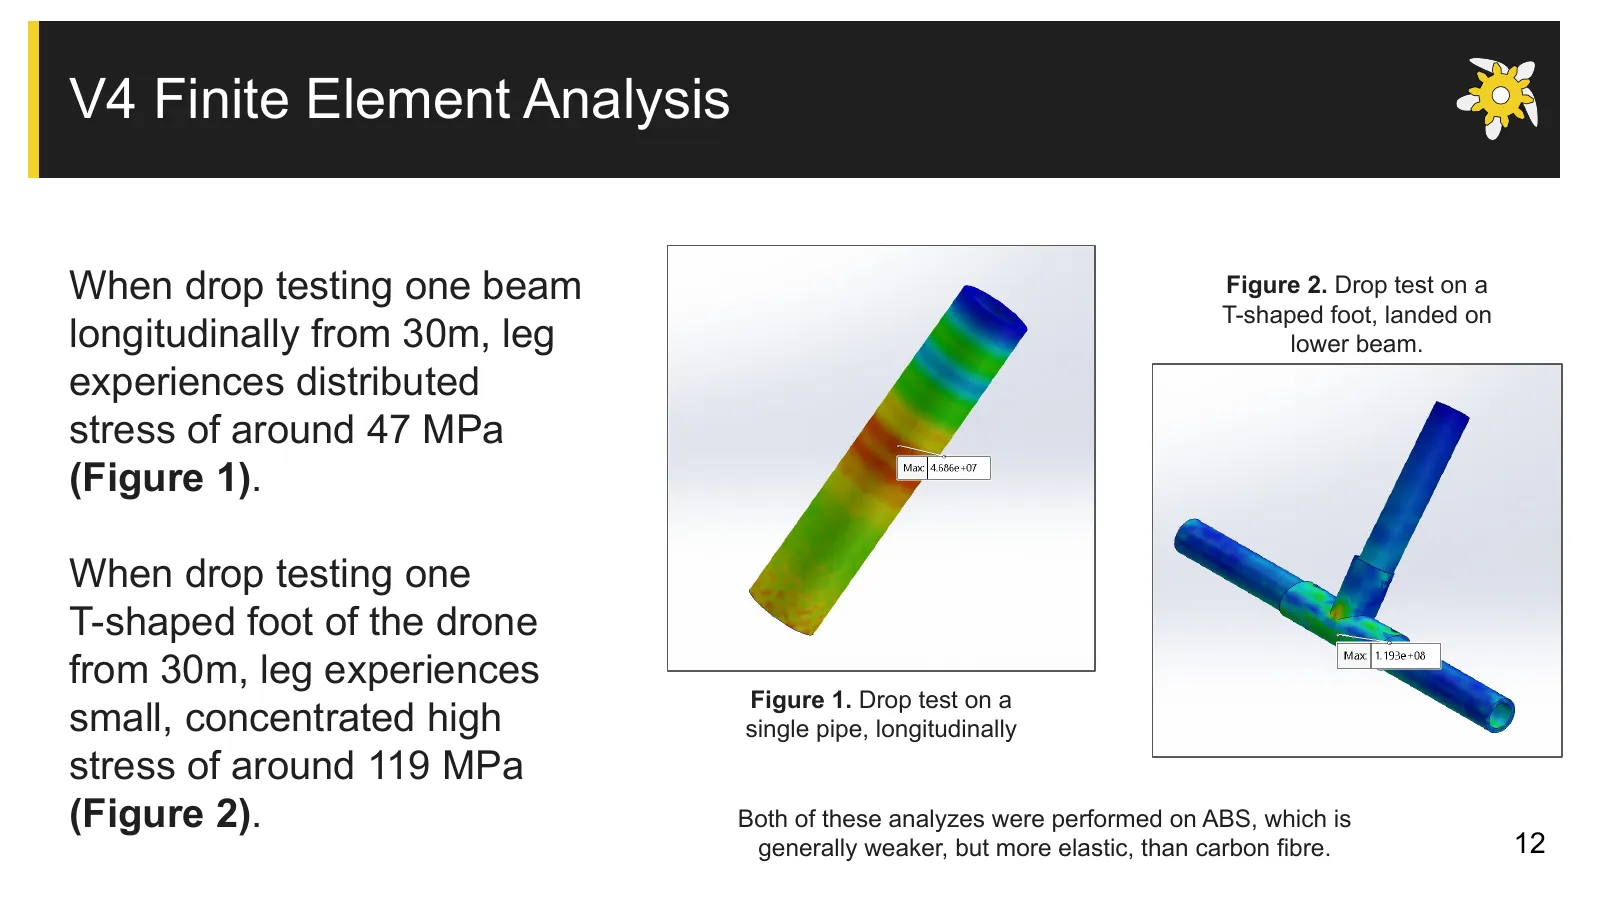 V4 Finite Element Analysis
When drop testing one beam
longitudinally from 30m, leg
experiences distributed
stress of around 47 MPa
(Figure 1).
When drop testing one
T-shaped foot of the drone
from 30m, leg experiences
small, concentrated high
stress of around 119 MPa
(Figure 2).
Max: 4.686e+07
Figure 1. Drop test on a
single pipe, longitudinally
Figure 2. Drop test on a
T-shaped foot, landed on
lower beam.
Max: 1.193e+08
Both of these analyzes were performed on ABS, which is
generally weaker, but more elastic, than carbon fibre.
12